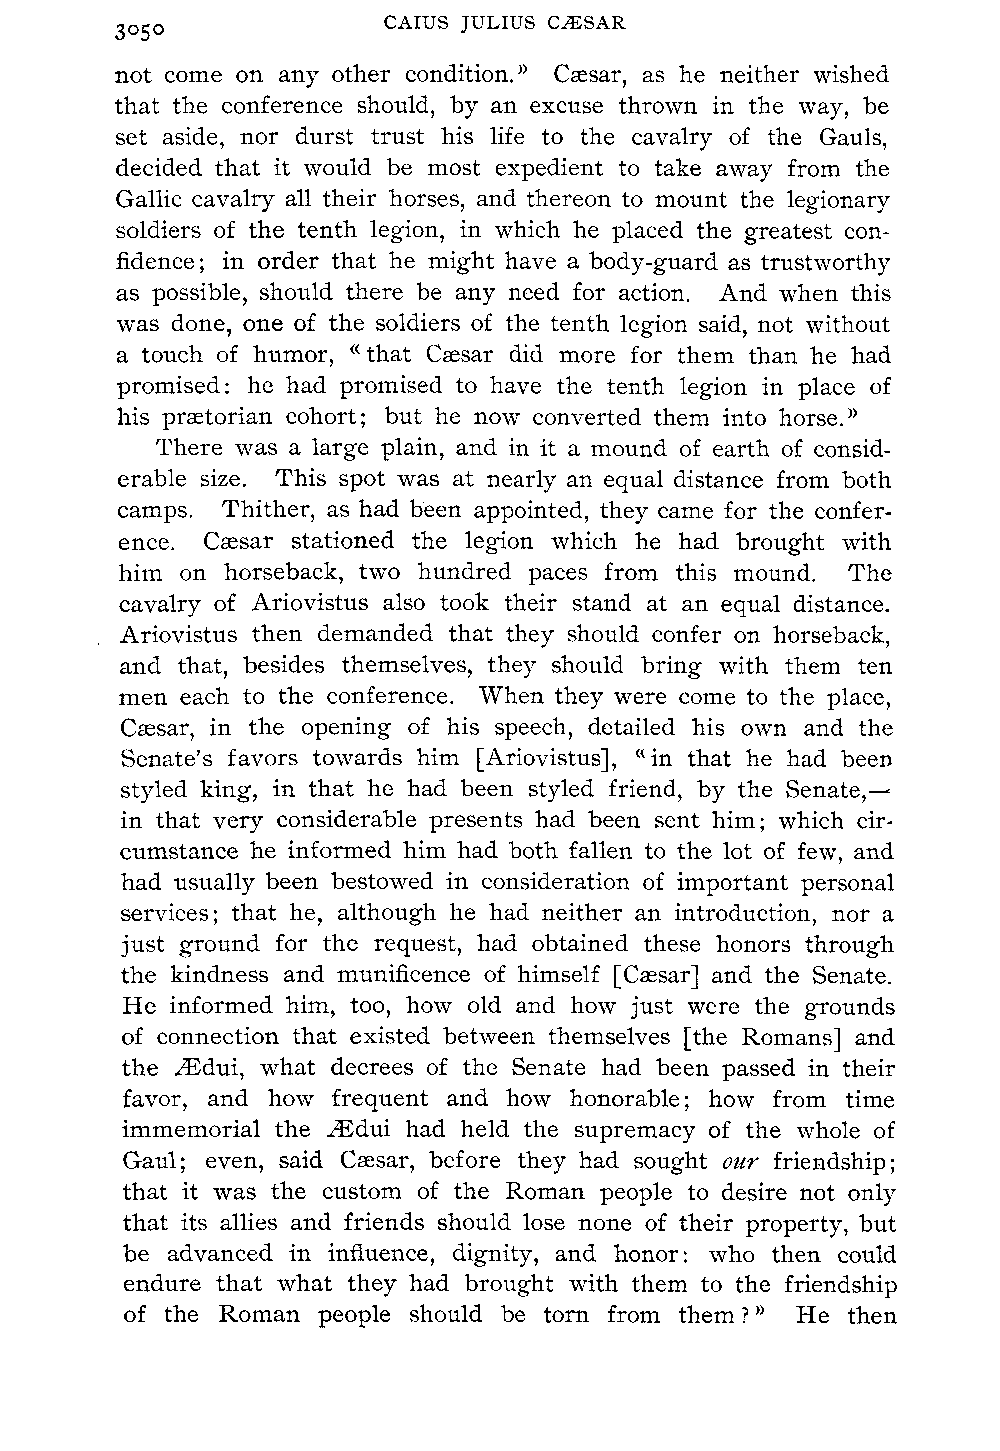 3050
CAIUS JULIUS CÆSAR
not come on any other condition.” Cæsar, as he neither wished
that the conference should, by an excuse thrown in the way, be
set aside, nor durst trust his life to the cavalry of the Gauls,
decided that it would be most expedient to take away from the
Gallic cavalry all their horses, and thereon to mount the legionary
soldiers of the tenth legion, in which he placed the greatest con-
fidence; in order that he might have a body-guard as trustworthy
as possible, should there be any need for action. And when this
was done, one of the soldiers of the tenth legion said, not without
a touch of humor, “that Cæsar did more for them than he had
promised: he had promised to have the tenth legion in place of
his prætorian cohort; but he now converted them into horse.”
There was a large plain, and in it a mound of earth of consid-
erable size. This spot was at nearly an equal distance from both
camps. Thither, as had been appointed, they came for the confer-
ence. Cæsar stationed the legion which he had brought with
him on horseback, two hundred paces from this mound. The
cavalry of Ariovistus also took their stand at an equal distance.
Ariovistus then demanded that they should confer on horseback,
and that, besides themselves, they should bring with them ten
men each to the conference. When they were come to the place,
Cæsar, in the opening of his speech, detailed his own and the
Senate's favors towards him [Ariovistus], “in that he had been
styled king, in that he had been styled friend, by the Senate,—
in that very considerable presents had been sent him; which cir-
cumstance he informed him had both fallen to the lot of few, and
had usually been bestowed in consideration of important personal
services; that he, although he had neither an introduction, nor a
just ground for the request, had obtained these honors through
the kindness and munificence of himself [Cæsar] and the Senate.
He informed him, too, how old and how just were the grounds
of connection that existed between themselves [the Romans] and
the Ædui, what decrees of the Senate had been passed in their
favor, and how frequent and how honorable; how from time
immemorial the Ædui had held the supremacy of the whole of
Gaul; even, said Cæsar, before they had sought our friendship;
that it was the custom of the Roman people to desire not only
that its allies and friends should lose none of their property, but
be advanced in influence, dignity, and honor: who then could
endure that what they had brought with them to the friendship
of the Roman people should be torn from them?” He then